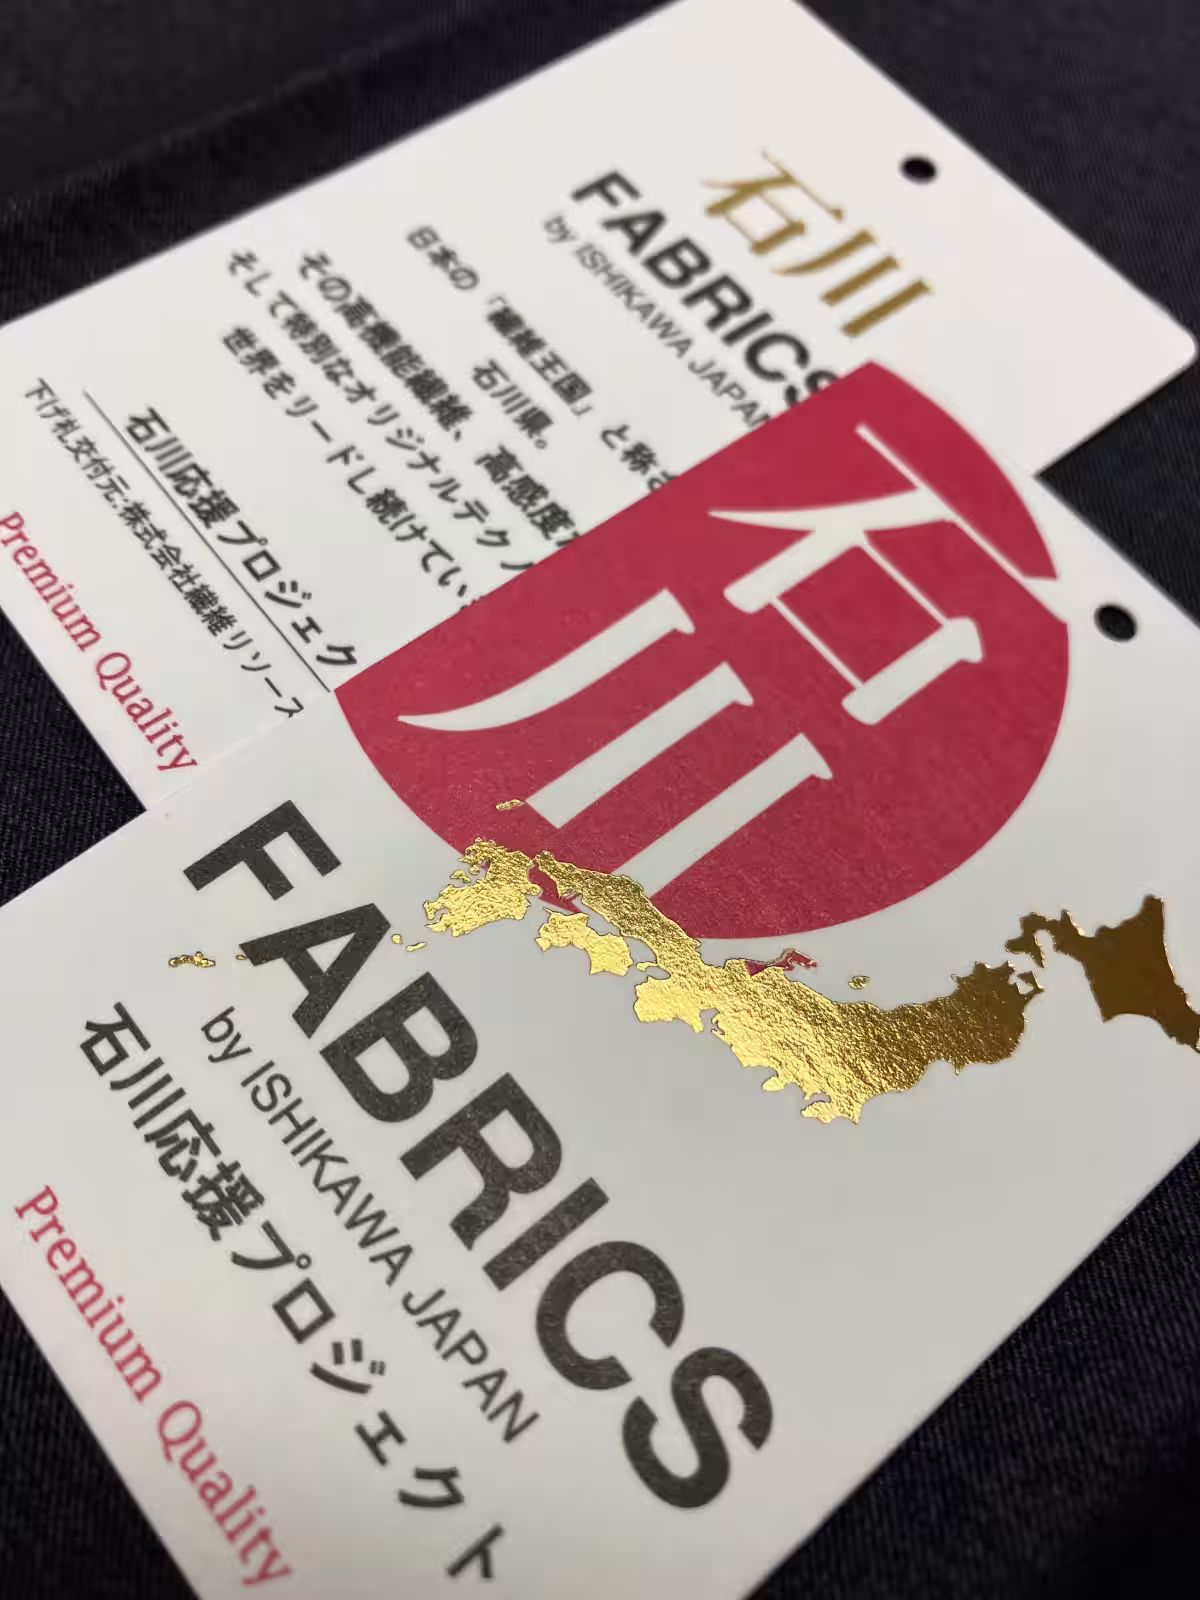 石川
FABRICS
by ISHIKAWA JAPAN
日本の「繊維王国」と称さ
石川県。
その高機能繊維、高感度
そして特別なオリジナルテクノ
世界をリードし続けてい
石川応援プロジェク
下げ札交付元:株式会社繊維リソース
Premium Quality
石川
FABRICS
by ISHIKAWA JAPAN
石川応援プロジェクト
Premium Quality